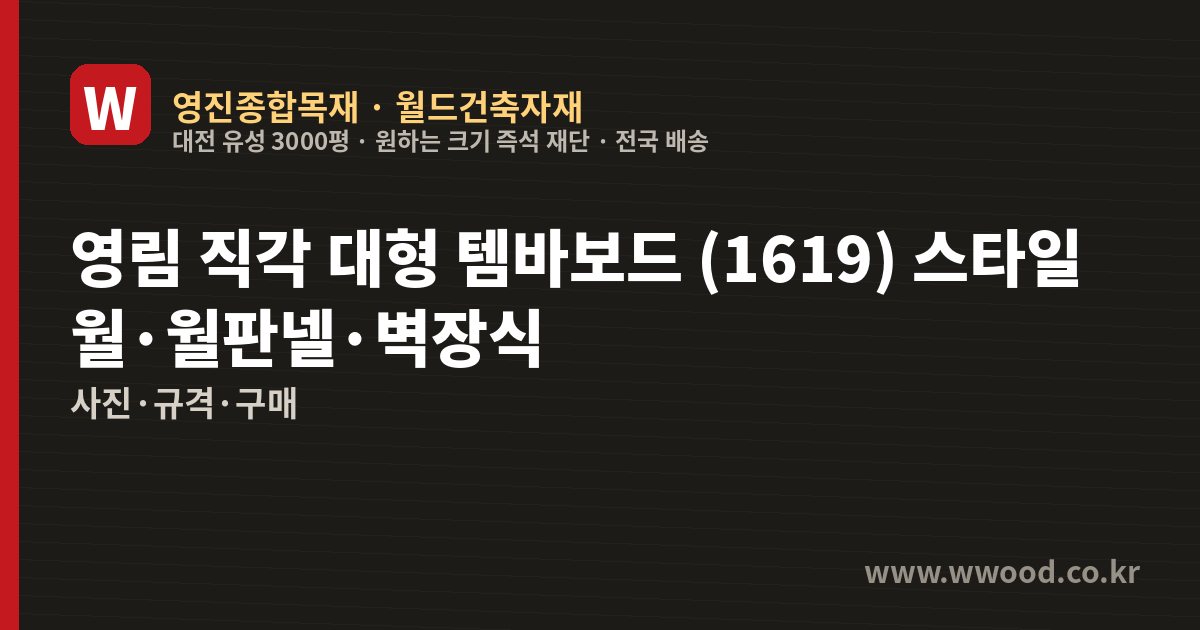 W
영진종합목재 · 월드건축자재
대전 유성 3000평 · 원하는 크기 즉석 재단 · 전국 배송
영림 직각 대형 템바보드 (1619) 스타일
월·월판넬·벽장식
사진·규격·구매
www.wwood.co.kr